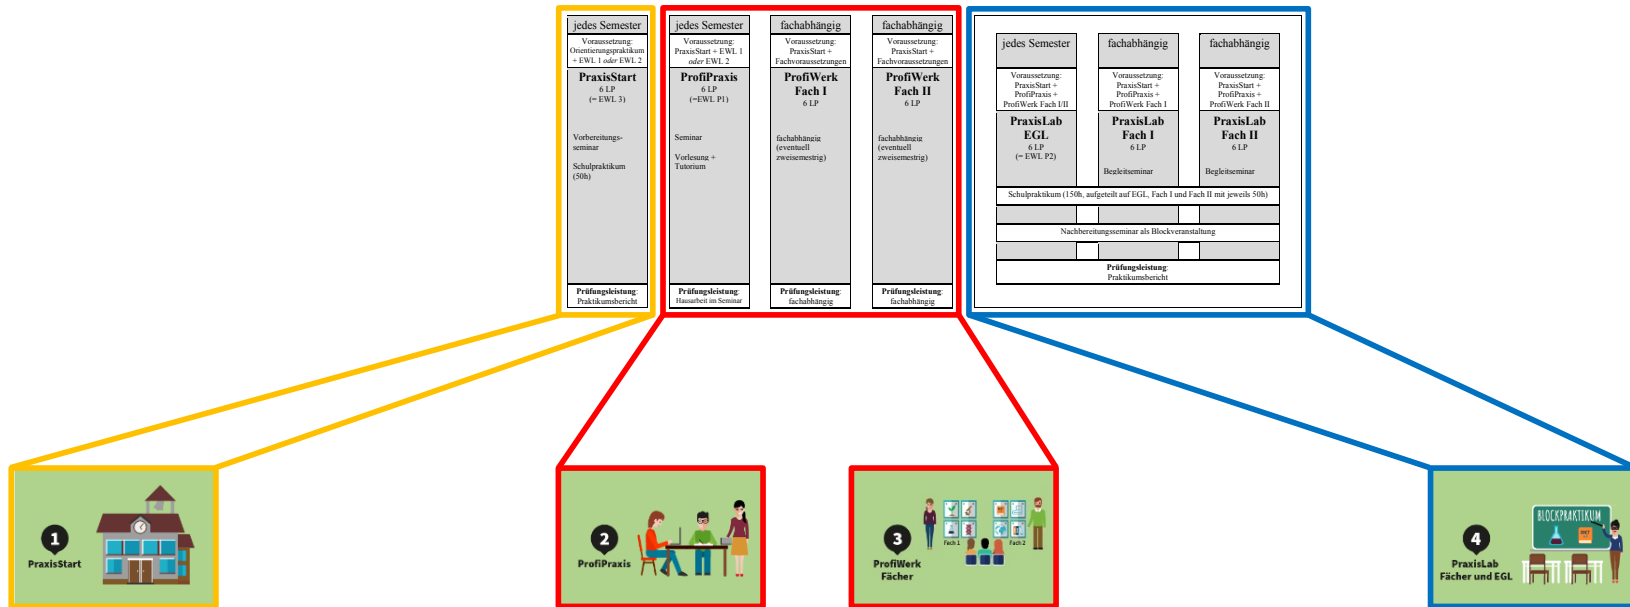 jedes Semester
Voraussetzung:
Orientierungspraktikum
+ EWL 1 oder EWL 2
PraxisStart
6 LP
(= EWL 3)
Vorbereitungs-
seminar
Schulpraktikum
(50h)
Prüfungsleistung:
Praktikumsbericht
jedes Semester
Voraussetzung:
PraxisStart + EWL 1
oder EWL 2
ProfiPraxis
6 LP
(=EWL P1)
Seminar
Vorlesung +
Tutorium
Prüfungsleistung:
Hausarbeit im Seminar
fachabhängig
Voraussetzung:
PraxisStart +
Fachvoraussetzungen
ProfiWerk
Fach I
6 LP
fachabhängig
(eventuell
zweisemestrig)
Prüfungsleistung:
fachabhängig
fachabhängig
Voraussetzung:
PraxisStart +
Fachvoraussetzungen
ProfiWerk
Fach II
6 LP
fachabhängig
(eventuell
zweisemestrig)
Prüfungsleistung:
fachabhängig
jedes Semester
Voraussetzung:
PraxisStart +
ProfiPraxis +
ProfiWerk Fach I/II
PraxisLab
EGL
6 LP
(= EWL P2)
fachabhängig
Voraussetzung:
PraxisStart +
ProfiPraxis +
ProfiWerk Fach I
PraxisLab
Fach I
6 LP
Begleitseminar
fachabhängig
Voraussetzung:
PraxisStart +
ProfiPraxis +
ProfiWerk Fach II
PraxisLab
Fach II
6 LP
Begleitseminar
Schulpraktikum (150h, aufgeteilt auf EGL, Fach I und Fach II mit jeweils 50h)
Nachbereitungsseminar als Blockveranstaltung
Prüfungsleistung:
Praktikumsbericht
1
PraxisStart
2
ProfiPraxis
3
ProfiWerk
Fächer
Fach 1
Fach 2
4
PraxisLab
Fächer und EGL
BLOCKPRAKTIKUM